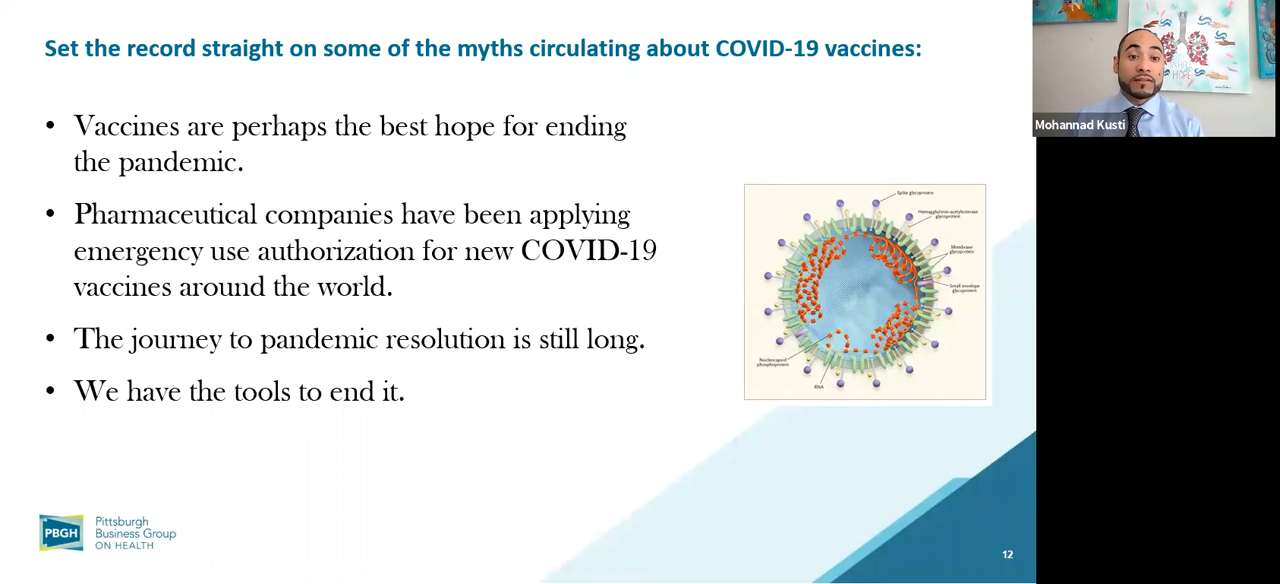 Set the record straight on some of the myths circulating about COVID-19 vaccines:
• Vaccines are perhaps the best hope for ending
the pandemic.
• Pharmaceutical companies have been applying
emergency use authorization for new COVID-19
vaccines around the world.
• The journey to pandemic resolution is still long.
• We have the tools to end it.
Spike glycoprotein
Hemagglutinin-acetylesterase
glycoprotein
Membrane
glycoprotein
Small envelope
glycoprotein
Nucleocapsid
phosphoprotein
RNA
PBGH
Pittsburgh
Business Group
ON HEALTH
12
HOPE
Mohannad Kusti